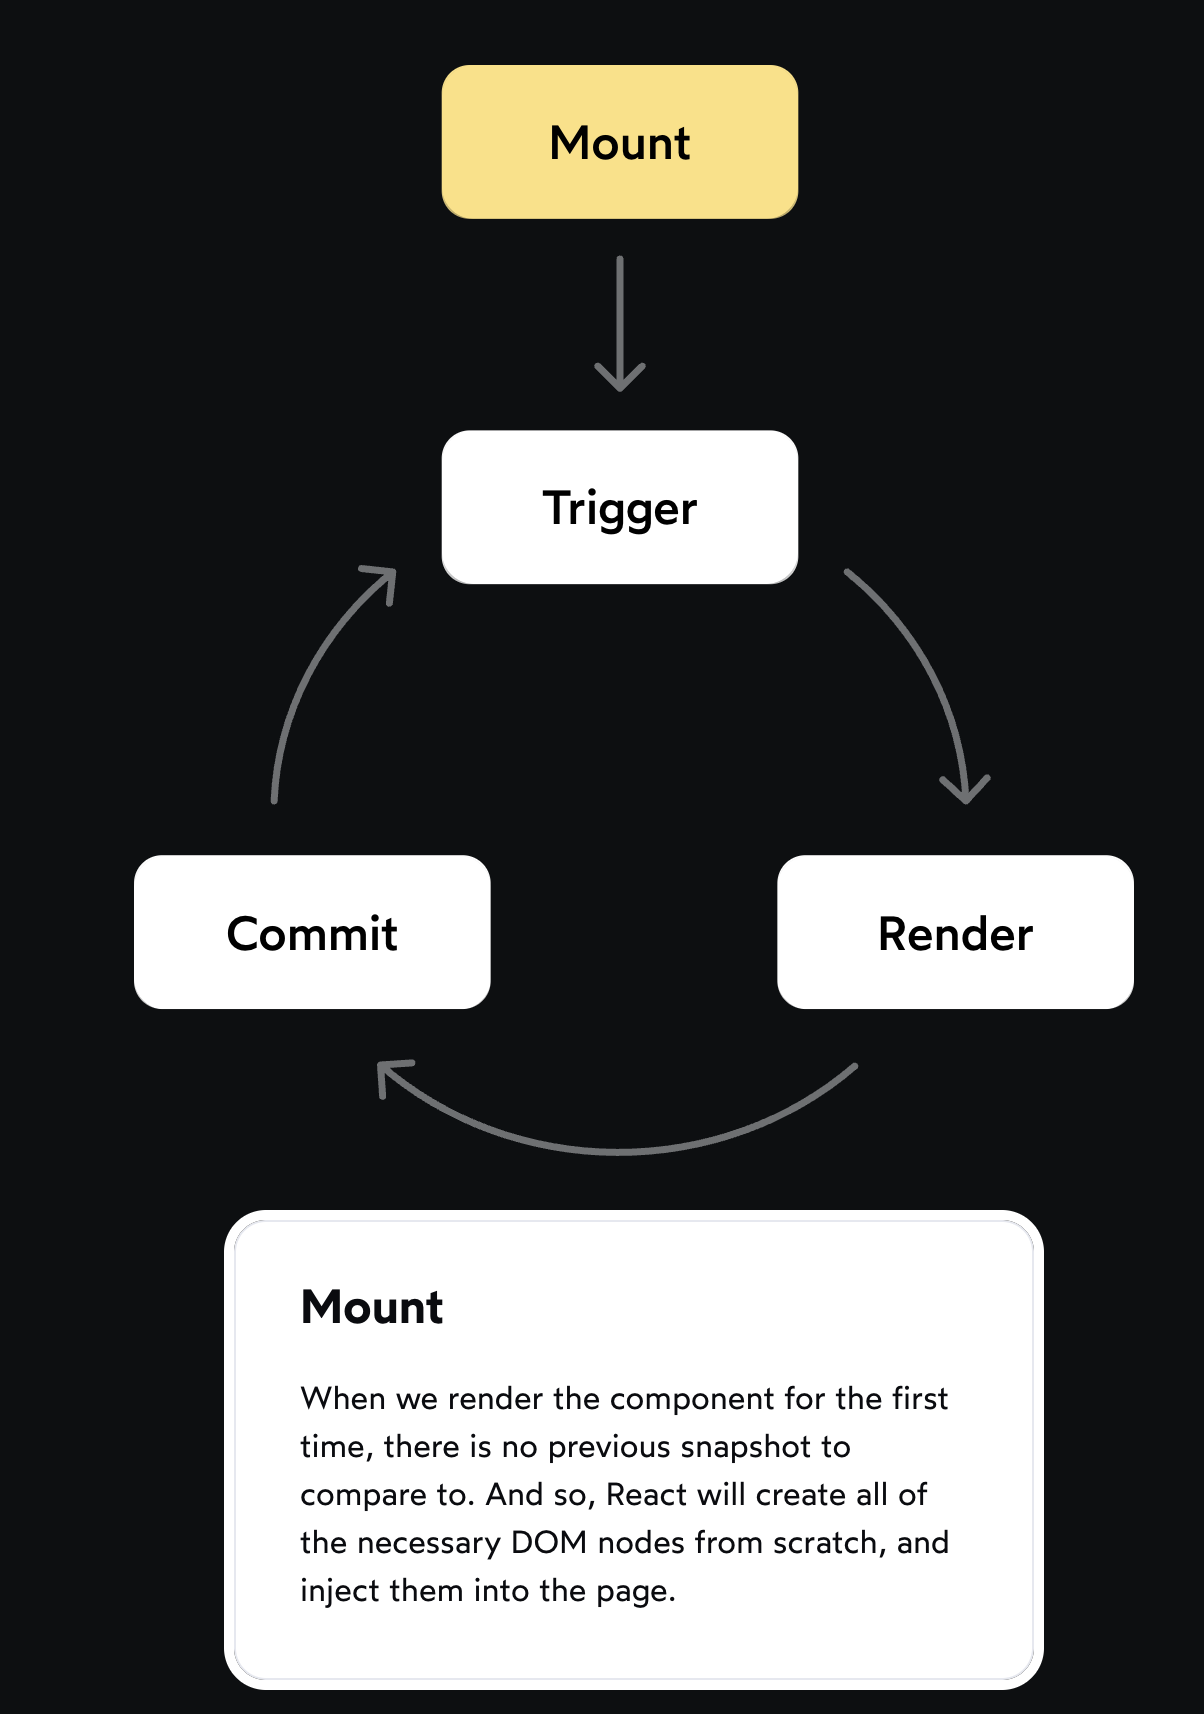 Mount
Trigger
Commit
Render
Mount
When we render the component for the first
time, there is no previous snapshot to
compare to. And so, React will create all of
the necessary DOM nodes from scratch, and
inject them into the page.